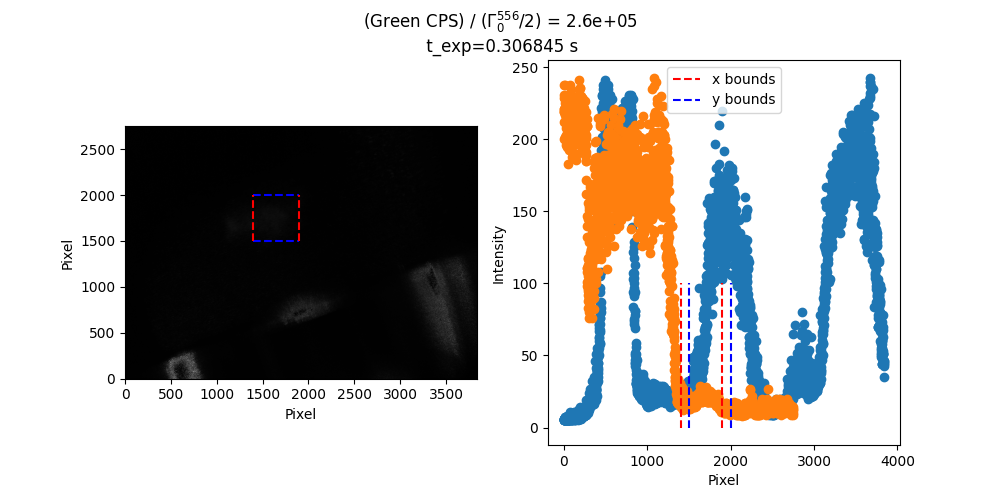 (Green CPS) / (Γ₀⁵⁵⁶/2) = 2.6e+05
t_exp=0.306845 s
2500
2000
1500
1000
500
0
Pixel
0 500 1000 1500 2000 2500 3000 3500
Pixel
250
200
150
100
50
0
Intensity
x bounds
y bounds
0 1000 2000 3000 4000
Pixel